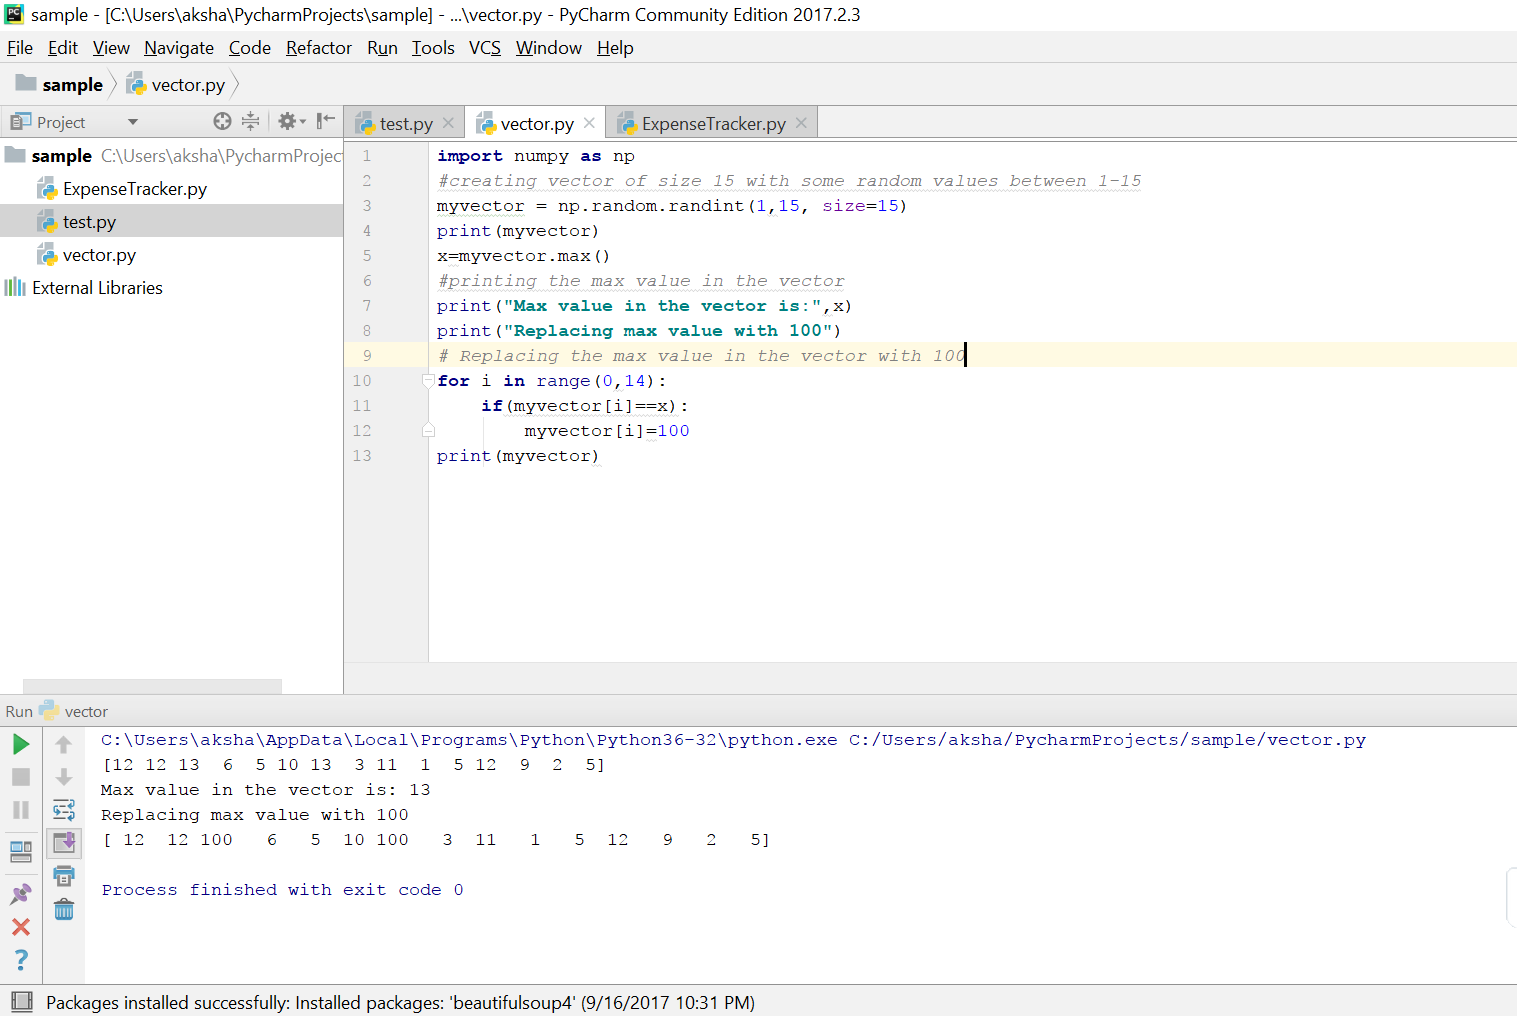 sample - [C:\Users\aksha\PycharmProjects\sample] - ...\vector.py - PyCharm Community Edition 2017.2.3
File Edit View Navigate Code Refactor Run Tools VCS Window Help
sample vector.py
Project
test.py vector.py ExpenseTracker.py
sample C:\Users\aksha\PycharmProject
ExpenseTracker.py
test.py
vector.py
External Libraries
1 import numpy as np
2 #creating vector of size 15 with some random values between 1-15
3 myvector = np.random.randint(1,15, size=15)
4 print(myvector)
5 x=myvector.max()
6 #printing the max value in the vector
7 print("Max value in the vector is:",x)
8 print("Replacing max value with 100")
9 # Replacing the max value in the vector with 100
10 for i in range(0,14):
11 if(myvector[i]==x):
12 myvector[i]=100
13 print(myvector)
Run vector
C:\Users\aksha\AppData\Local\Programs\Python\Python36-32\python.exe C:/Users/aksha/PycharmProjects/sample/vector.py
[12 12 13  6  5 10 13  3 11  1  5 12  9  2  5]
Max value in the vector is: 13
Replacing max value with 100
[ 12  12 100   6   5  10 100   3  11   1   5  12   9   2   5]
Process finished with exit code 0
Packages installed successfully: Installed packages: 'beautifulsoup4' (9/16/2017 10:31 PM)